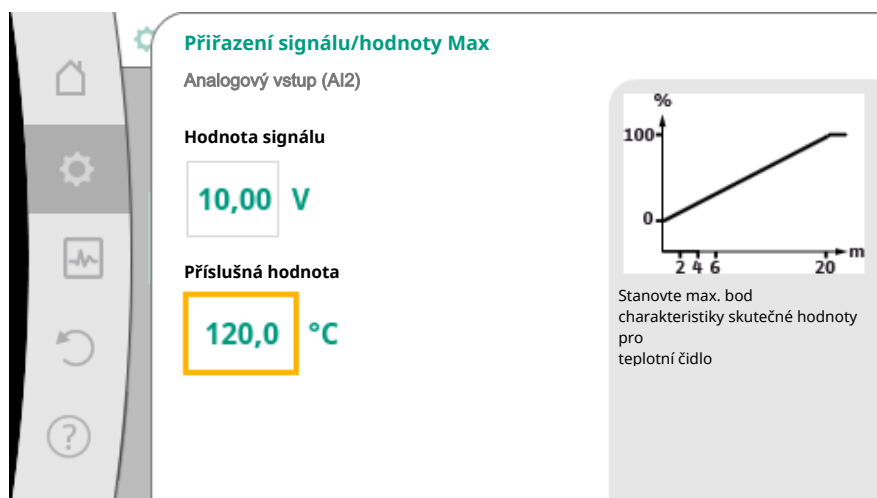 Přiřazení signálu/hodnoty Max
Analogový vstup (AI2)
Hodnota signálu
10,00 V
Příslušná hodnota
120,0 °C
%
100
0
2 4 6 20
m
Stanovte max. bod
charakteristiky skutečné hodnoty
pro
teplotní čidlo
?